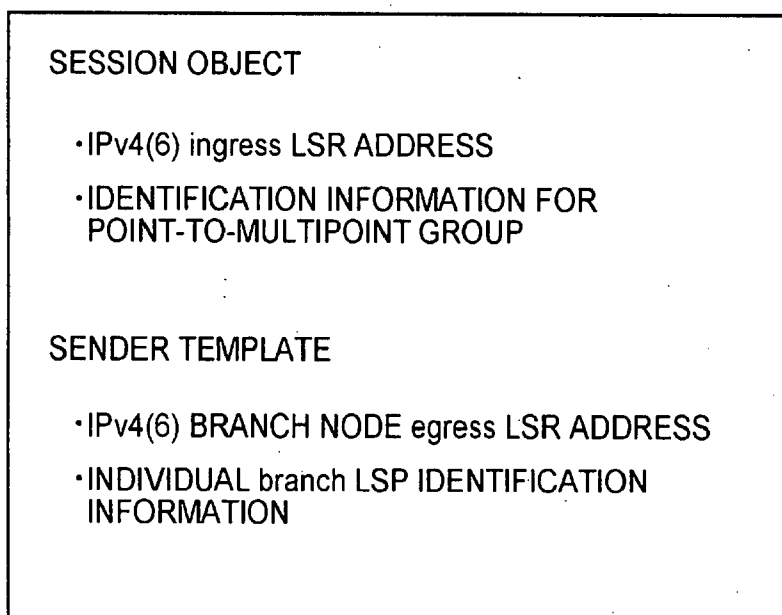 SESSION OBJECT
・IPv4(6) ingress LSR ADDRESS
・IDENTIFICATION INFORMATION FOR
POINT-TO-MULTIPOINT GROUP
SENDER TEMPLATE
・IPv4(6) BRANCH NODE egress LSR ADDRESS
・INDIVIDUAL branch LSP IDENTIFICATION
INFORMATION